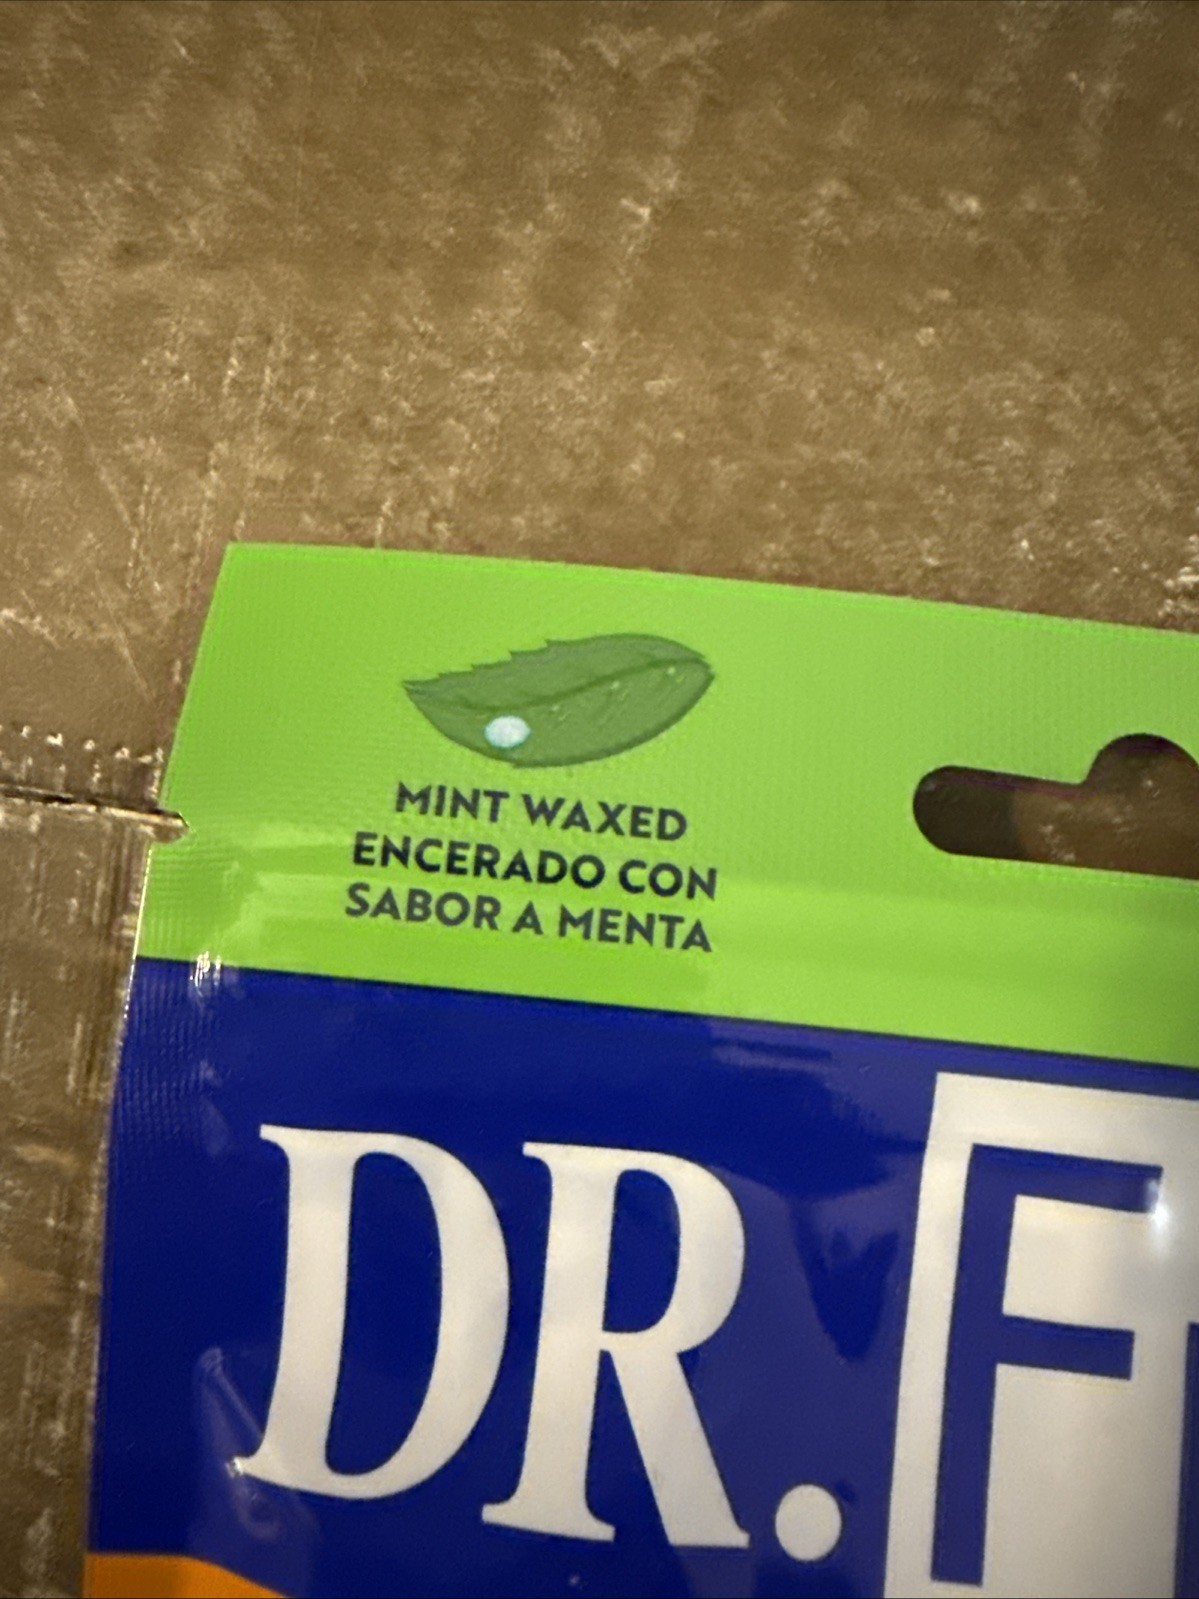 MINT WAXED
ENCERADO CON
SABOR A MENTA
DR.